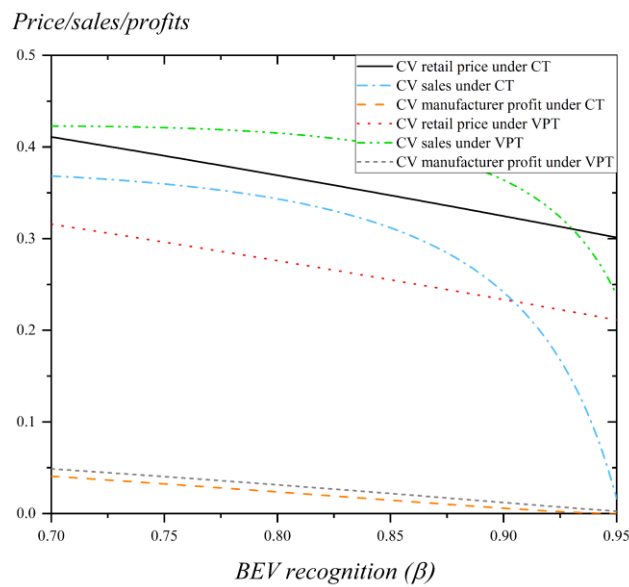 Price/sales/profits
0.5
0.4
0.3
0.2
0.1
0.0
CV retail price under CT
CV sales under CT
CV manufacturer profit under CT
CV retail price under VPT
CV sales under VPT
CV manufacturer profit under VPT
0.70 0.75 0.80 0.85 0.90 0.95
BEV recognition (β)